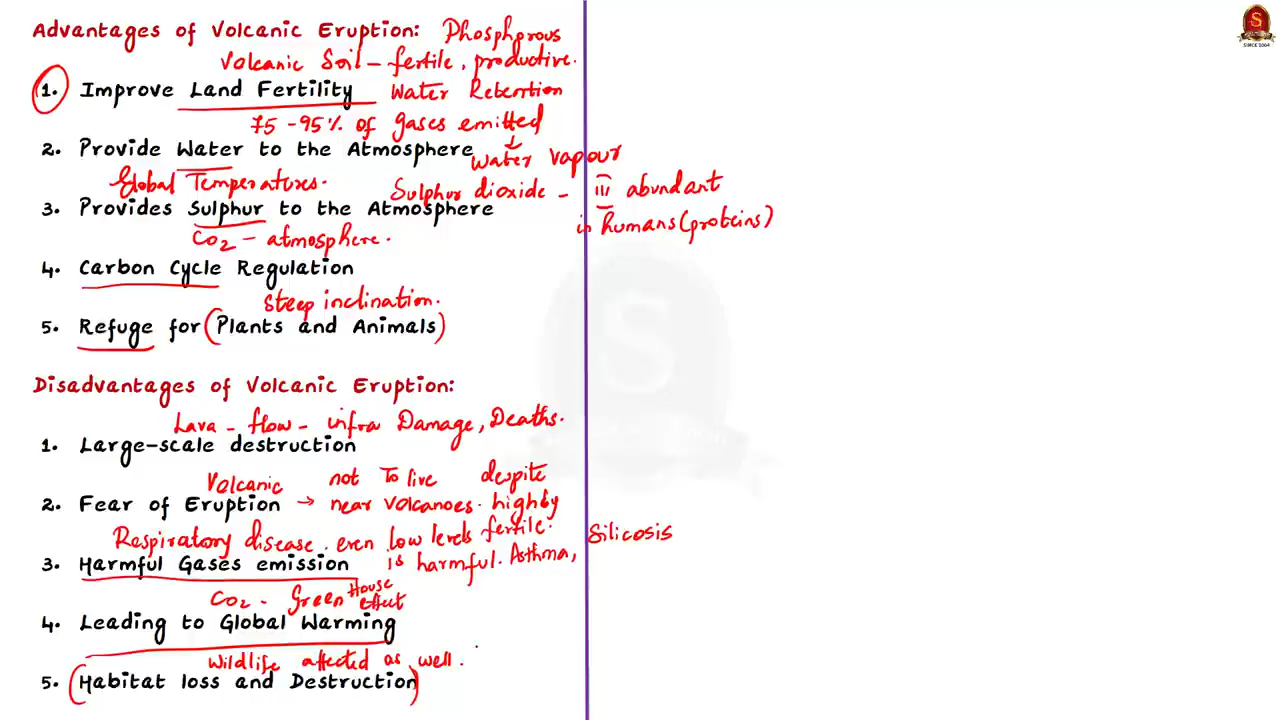 Advantages of Volcanic Eruption: Phosphorous
Volcanic Soil – fertile, productive.
1. Improve Land Fertility Water Retention
75 – 95% of gases emitted
2. Provide Water to the Atmosphere
Water vapour
Global Temperatures. Sulphur dioxide – III abundant
3. Provides Sulphur to the Atmosphere
in humans (proteins)
CO2 – atmosphere.
4. Carbon Cycle Regulation
Steep inclination.
5. Refuge for (Plants and Animals)
Disadvantages of Volcanic Eruption:
Lava – flow – infra Damage, Deaths.
1. Large-scale destruction
Volcanic not To live despite
2. Fear of Eruption → near volcanoes. highly
fertile.
Respiratory disease. even low levels
3. Harmful Gases emission is harmful. Asthma, Silicosis
CO2 – Green House effect
4. Leading to Global Warming
Wildlife affected as well.
5. (Habitat loss and Destruction)
S
SINCE 2004